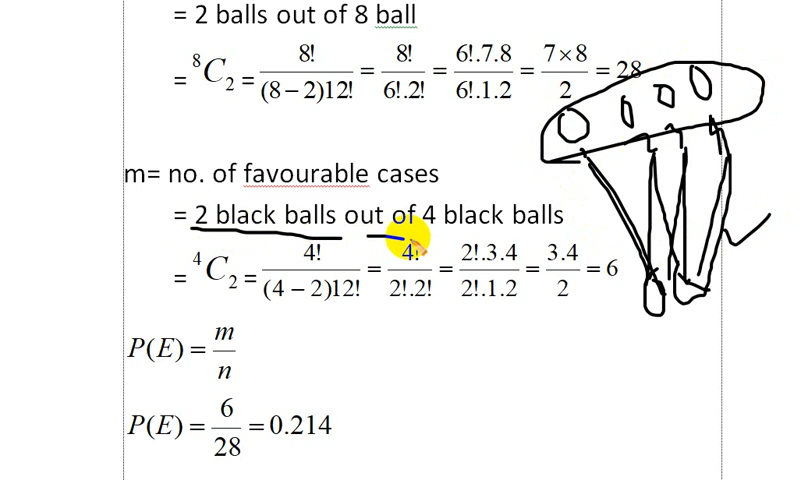 = 2 balls out of 8 ball
= ⁸C₂ = 8!/(8−2)12! = 8!/6!.2! = 6!.7.8/6!.1.2 = 7×8/2 = 28
m= no. of favourable cases
= 2 black balls out of 4 black balls
= ⁴C₂ = 4!/(4−2)12! = 4!/2!.2! = 2!.3.4/2!.1.2 = 3.4/2 = 6
P(E) = m/n
P(E) = 6/28 = 0.214